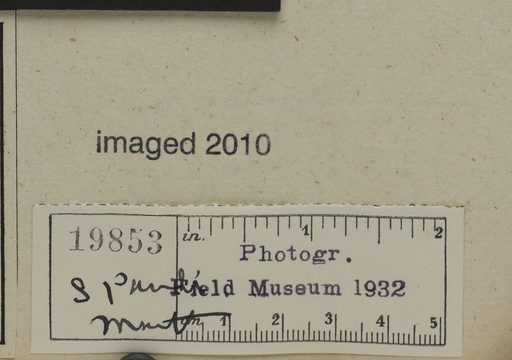 imaged 2010
in. 1 2
19853
Photogr.
Field Museum 1932
1 2 3 4 5